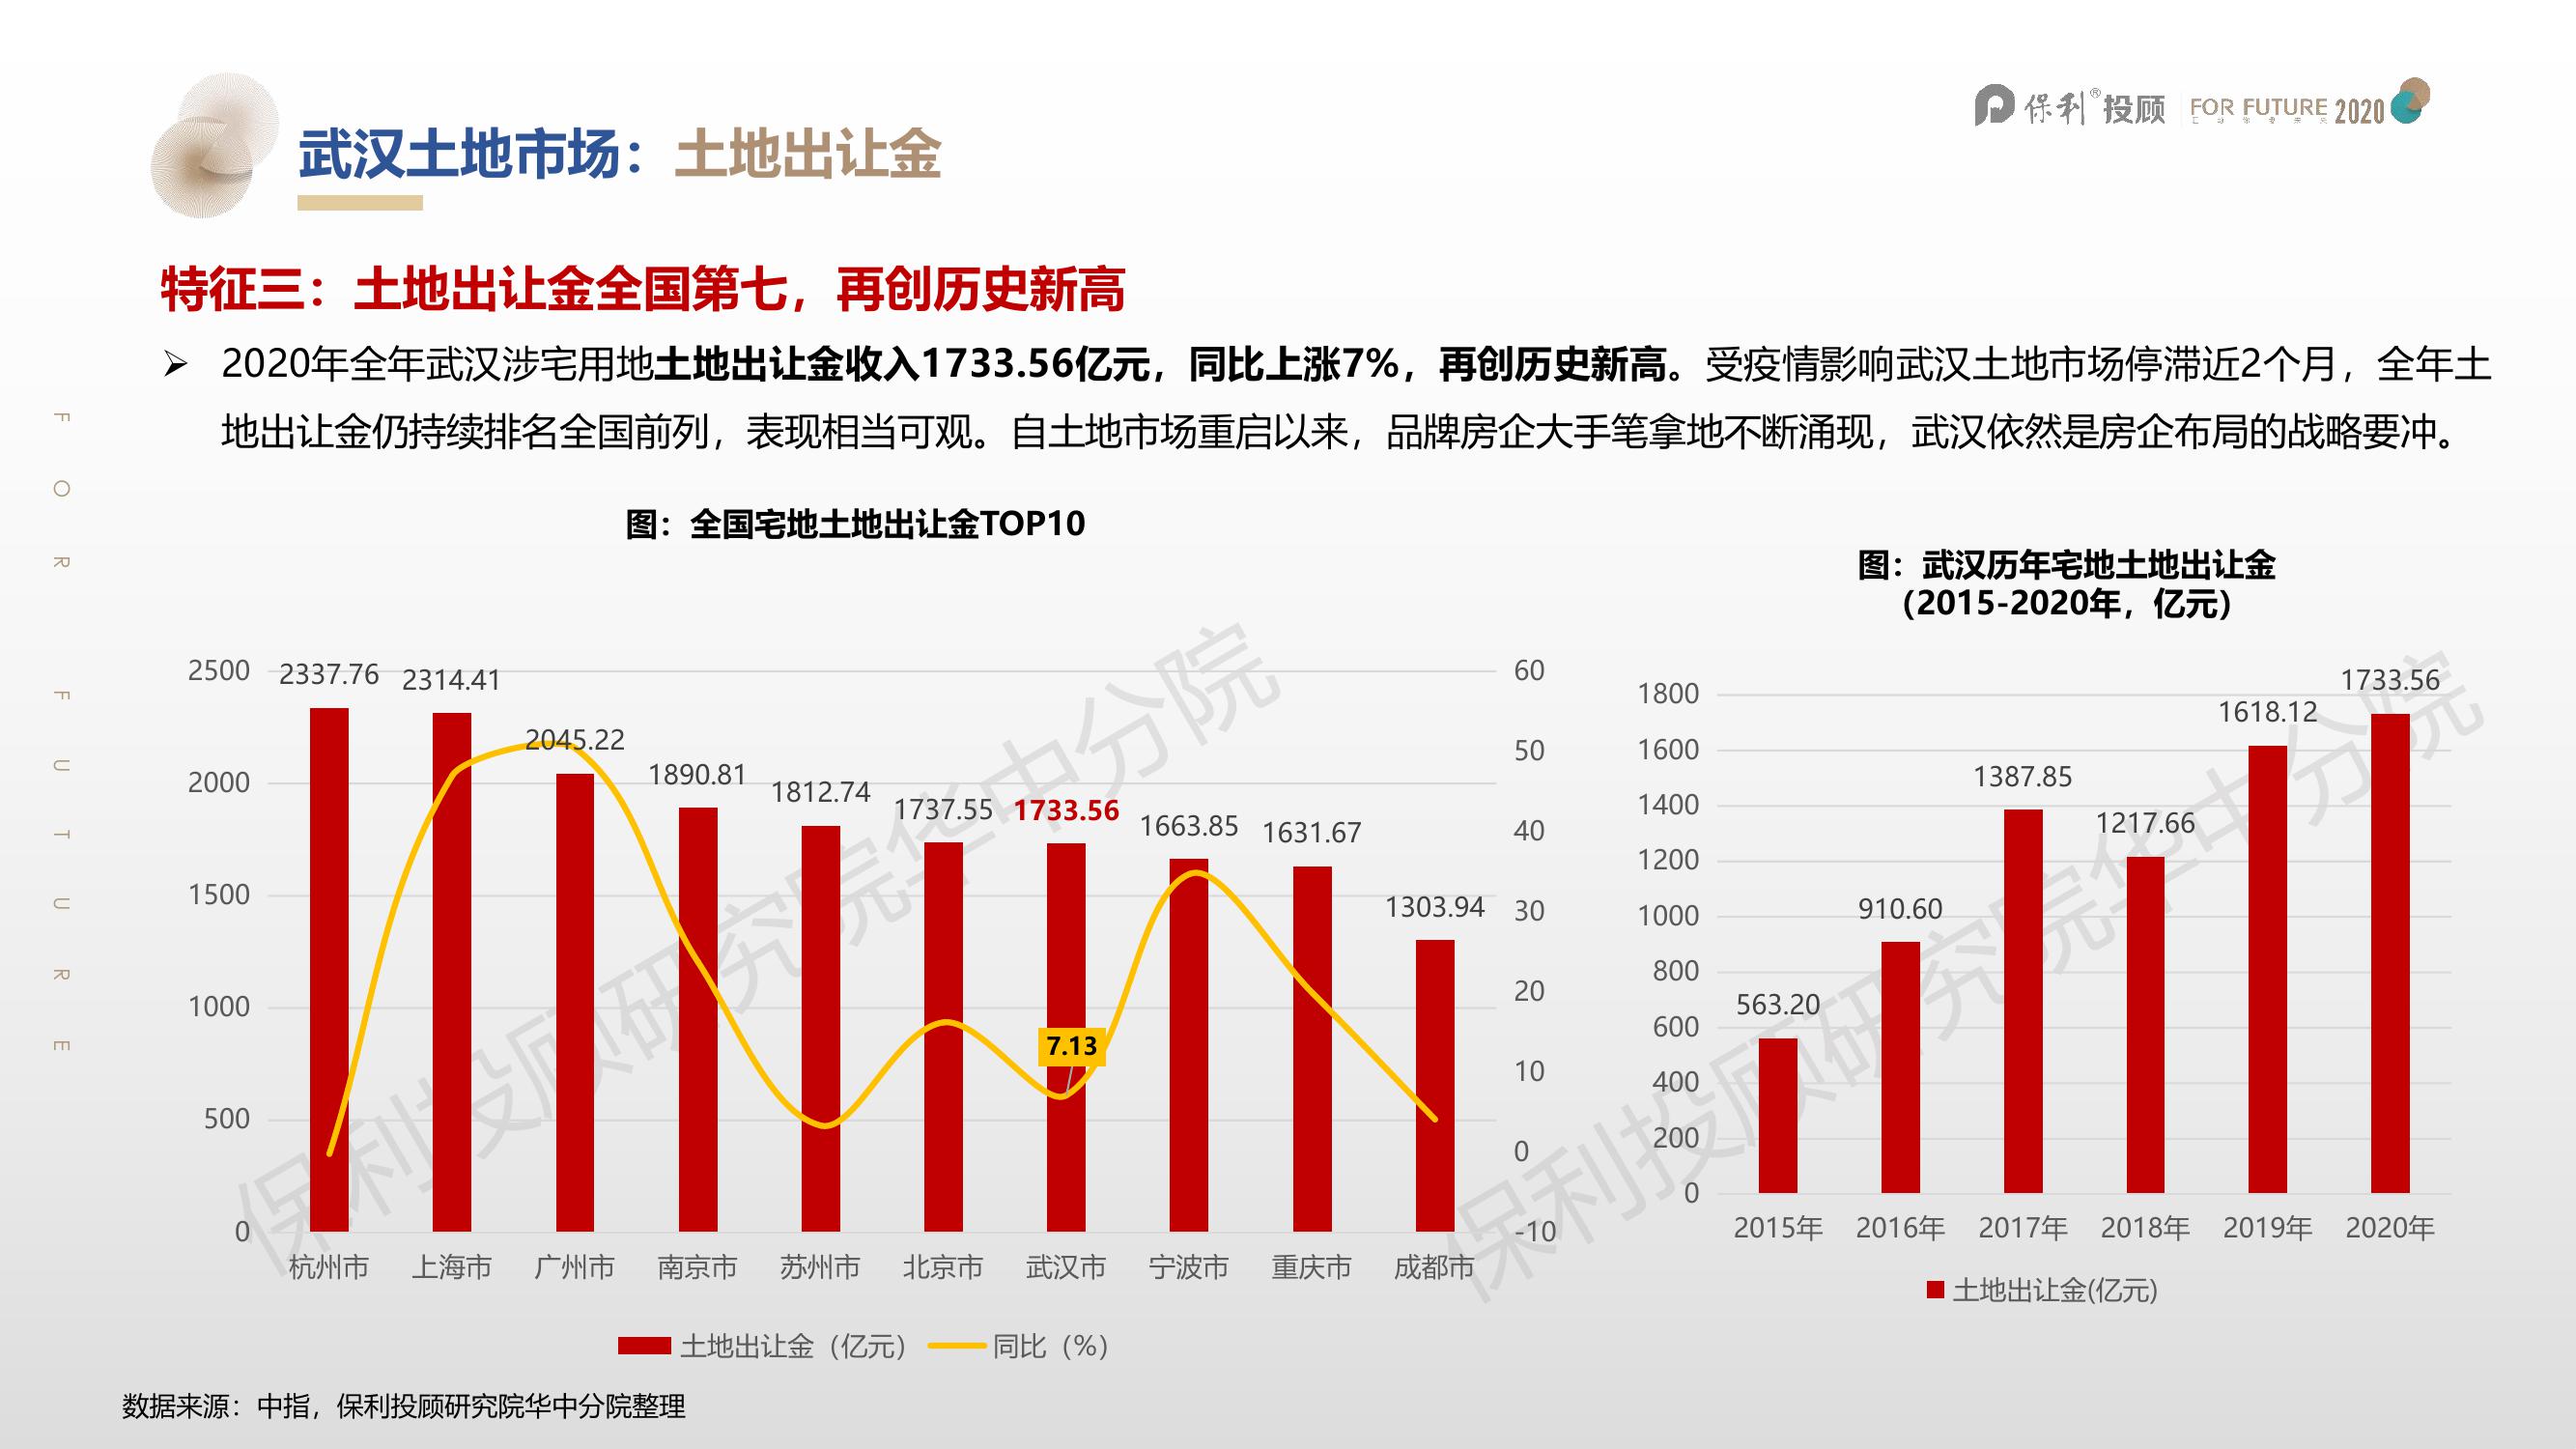 保利®投顾 FOR FUTURE 2020
武汉土地市场：土地出让金
特征三：土地出让金全国第七，再创历史新高
➢ 2020年全年武汉涉宅用地土地出让金收入1733.56亿元，同比上涨7%，再创历史新高。受疫情影响武汉土地市场停滞近2个月，全年土
地出让金仍持续排名全国前列，表现相当可观。自土地市场重启以来，品牌房企大手笔拿地不断涌现，武汉依然是房企布局的战略要冲。
FOR FUTURE
图：全国宅地土地出让金TOP10
2500
2000
1500
1000
500
0
2337.76
2314.41
2045.22
1890.81
1812.74
1737.55
1733.56
1663.85
1631.67
1303.94
7.13
60
50
40
30
20
10
0
-10
杭州市 上海市 广州市 南京市 苏州市 北京市 武汉市 宁波市 重庆市 成都市
土地出让金（亿元） 同比（%）
保利投顾研究院华中分院
图：武汉历年宅地土地出让金
（2015-2020年，亿元）
1800
1600
1400
1200
1000
800
600
400
200
0
563.20
910.60
1387.85
1217.66
1618.12
1733.56
2015年 2016年 2017年 2018年 2019年 2020年
土地出让金(亿元)
保利投顾研究院华中分院
数据来源：中指，保利投顾研究院华中分院整理